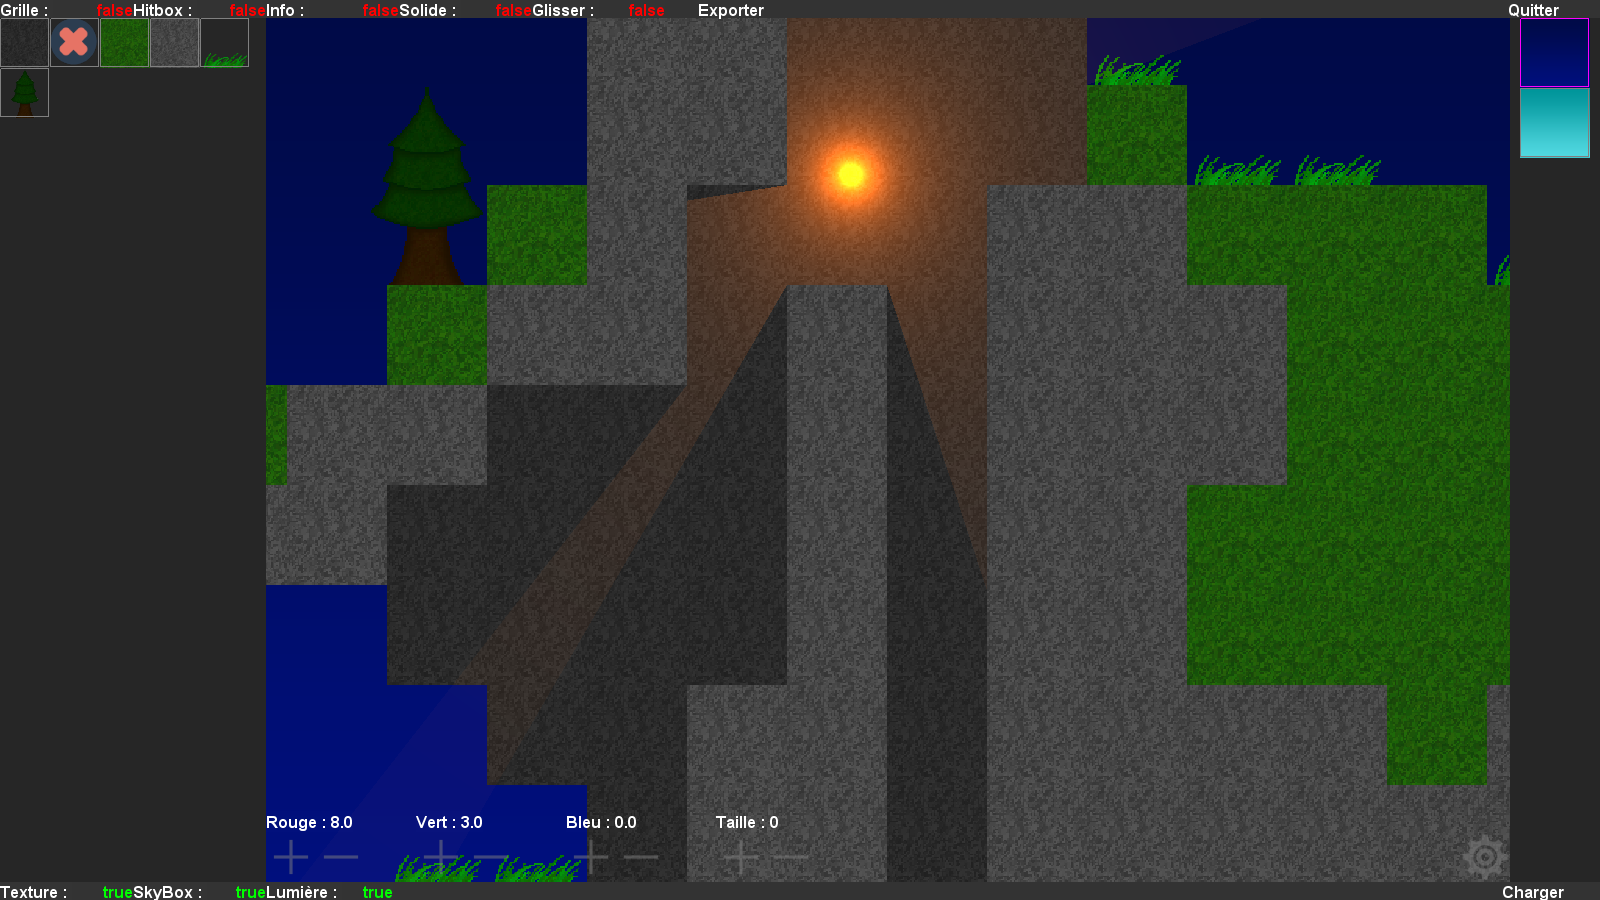 Grille : falseHitbox : falseInfo : falseSolide : falseGlisser : false Exporter Quitter
Rouge : 8.0 Vert : 3.0 Bleu : 0.0 Taille : 0
Texture : trueSkyBox : trueLumière : true Charger